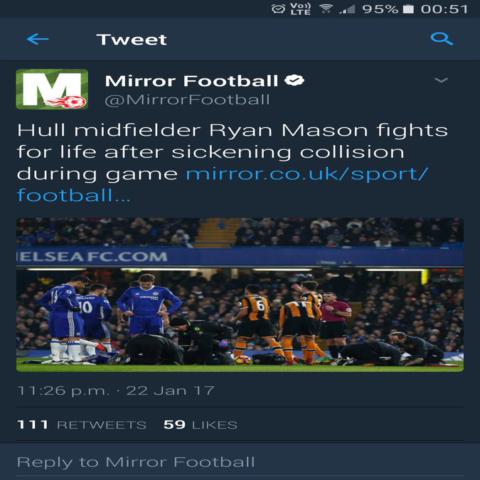 Vo))
LTE
95%
00:51
Tweet
M
Mirror Football
@MirrorFootball
Hull midfielder Ryan Mason fights
for life after sickening collision
during game mirror.co.uk/sport/
football...
ELSEAFC.COM
10
6
11:26 p.m. · 22 Jan 17
111 RETWEETS 59 LIKES
Reply to Mirror Football